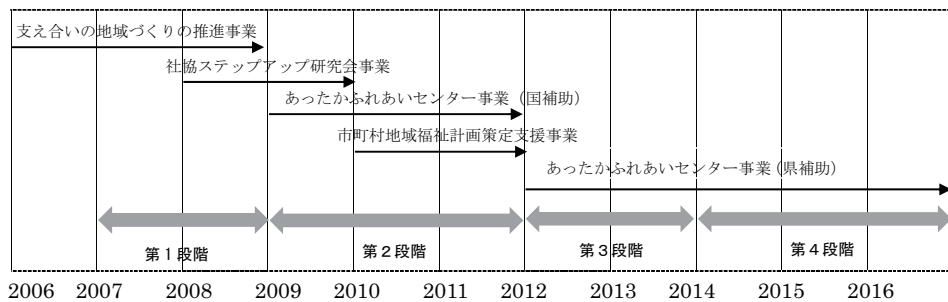 支え合いの地域づくりの推進事業
社協ステップアップ研究会事業
あったかふれあいセンター事業（国補助）
市町村地域福祉計画策定支援事業
あったかふれあいセンター事業（県補助）
第１段階 第２段階 第３段階 第４段階
2006 2007 2008 2009 2010 2011 2012 2013 2014 2015 2016